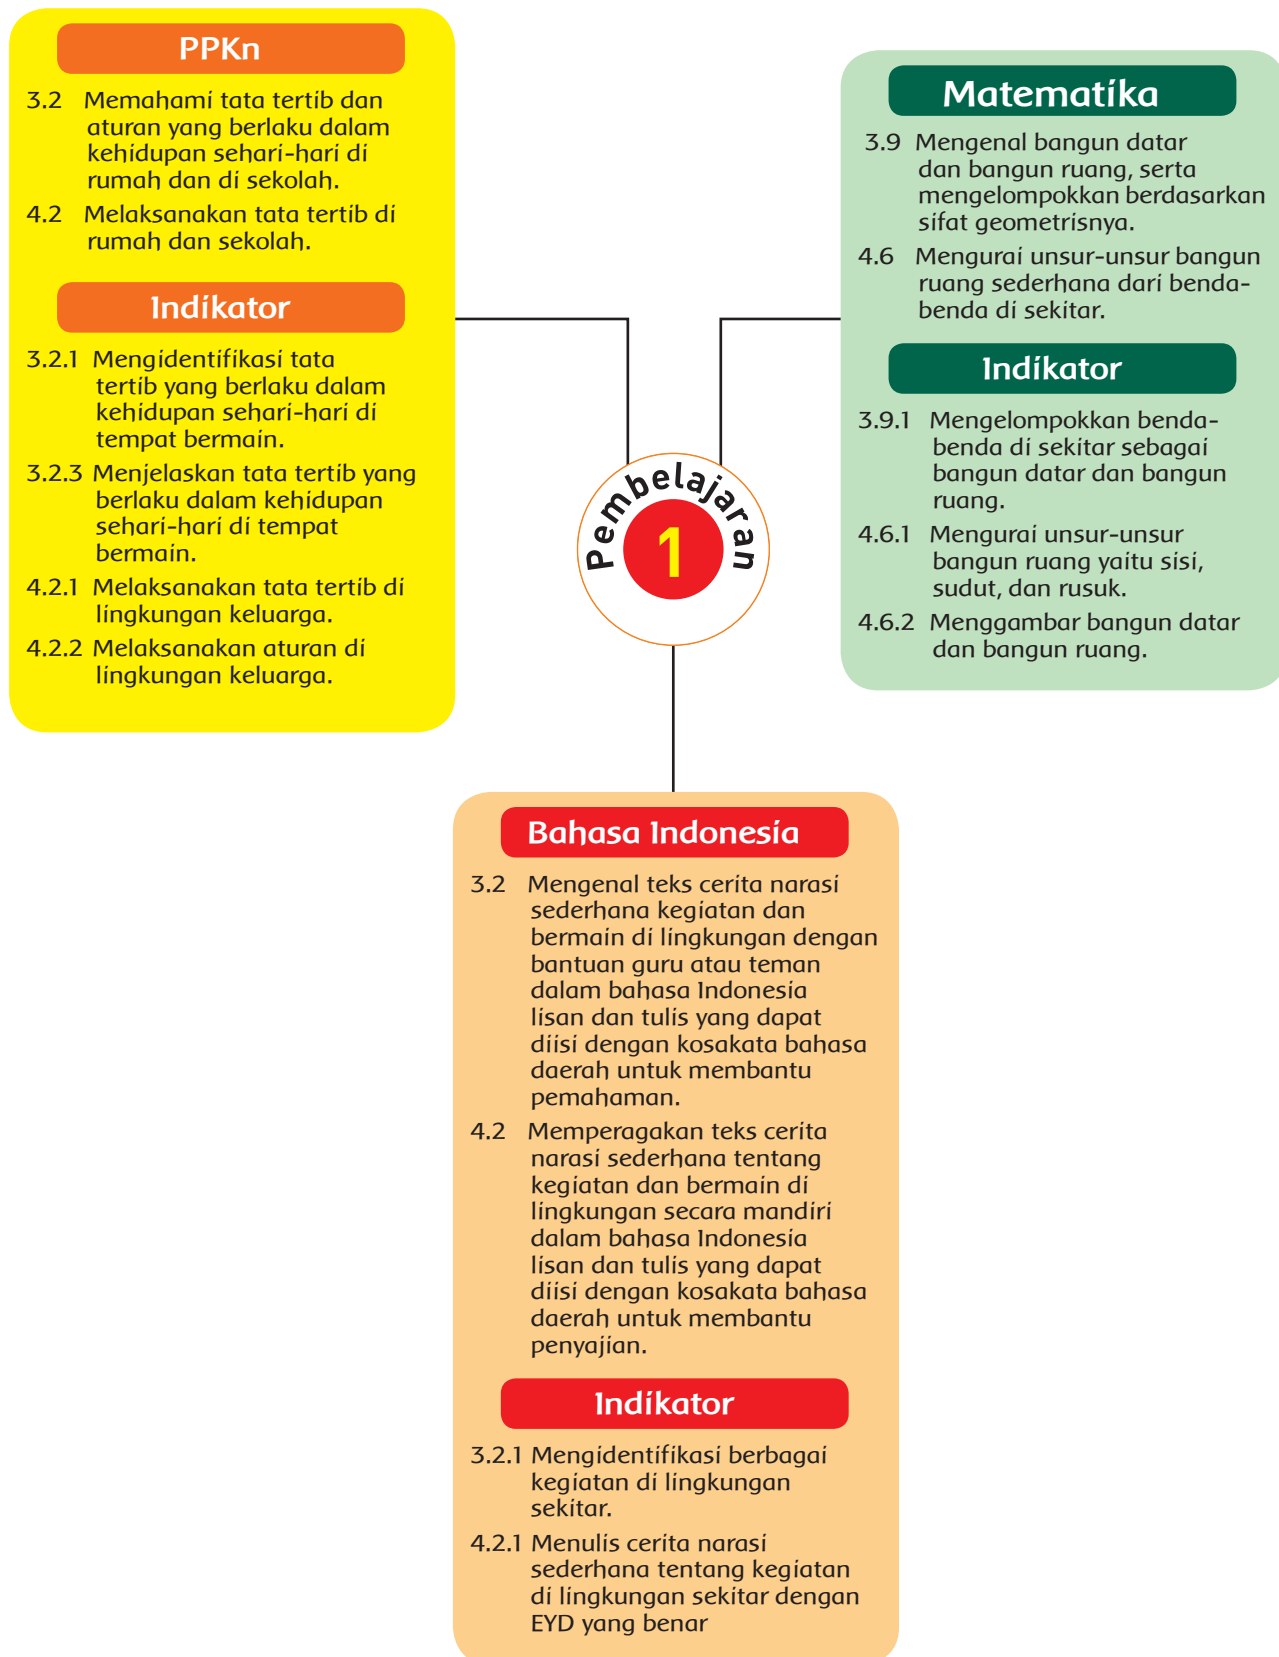 PPKn
3.2 Memahami tata tertib dan
aturan yang berlaku dalam
kehidupan sehari-hari di
rumah dan di sekolah.
4.2 Melaksanakan tata tertib di
rumah dan sekolah.
Indikator
3.2.1 Mengidentifikasi tata
tertib yang berlaku dalam
kehidupan sehari-hari di
tempat bermain.
3.2.3 Menjelaskan tata tertib yang
berlaku dalam kehidupan
sehari-hari di tempat
bermain.
4.2.1 Melaksanakan tata tertib di
lingkungan keluarga.
4.2.2 Melaksanakan aturan di
lingkungan keluarga.
Matematika
3.9 Mengenal bangun datar
dan bangun ruang, serta
mengelompokkan berdasarkan
sifat geometrisnya.
4.6 Mengurai unsur-unsur bangun
ruang sederhana dari benda-
benda di sekitar.
Indikator
3.9.1 Mengelompokkan benda-
benda di sekitar sebagai
bangun datar dan bangun
ruang.
4.6.1 Mengurai unsur-unsur
bangun ruang yaitu sisi,
sudut, dan rusuk.
4.6.2 Menggambar bangun datar
dan bangun ruang.
Pembelajaran
1
Bahasa Indonesia
3.2 Mengenal teks cerita narasi
sederhana kegiatan dan
bermain di lingkungan dengan
bantuan guru atau teman
dalam bahasa Indonesia
lisan dan tulis yang dapat
diisi dengan kosakata bahasa
daerah untuk membantu
pemahaman.
4.2 Memperagakan teks cerita
narasi sederhana tentang
kegiatan dan bermain di
lingkungan secara mandiri
dalam bahasa Indonesia
lisan dan tulis yang dapat
diisi dengan kosakata bahasa
daerah untuk membantu
penyajian.
Indikator
3.2.1 Mengidentifikasi berbagai
kegiatan di lingkungan
sekitar.
4.2.1 Menulis cerita narasi
sederhana tentang kegiatan
di lingkungan sekitar dengan
EYD yang benar